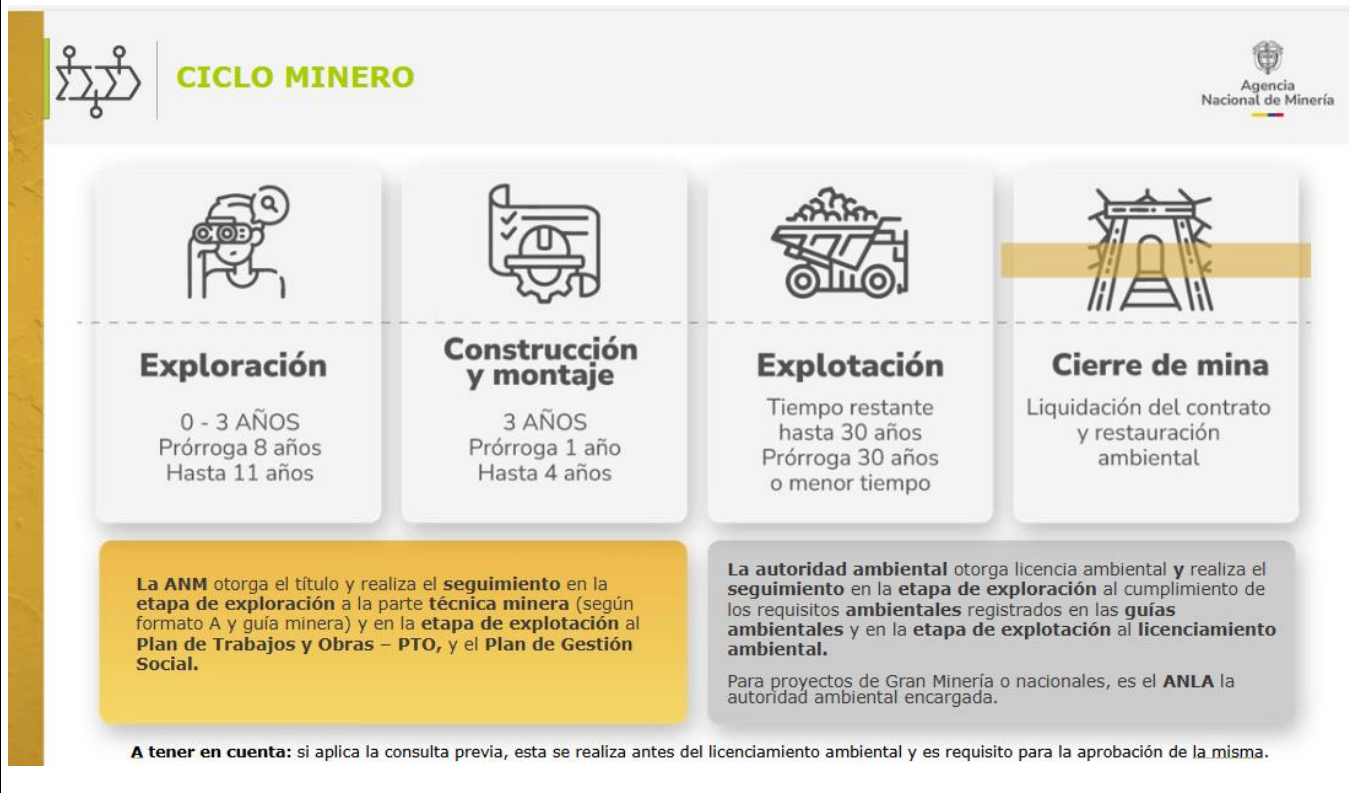 CICLO MINERO
Agencia
Nacional de Minería
Exploración
0 - 3 AÑOS
Prórroga 8 años
Hasta 11 años
Construcción
y montaje
3 AÑOS
Prórroga 1 año
Hasta 4 años
Explotación
Tiempo restante
hasta 30 años
Prórroga 30 años
o menor tiempo
Cierre de mina
Liquidación del contrato
y restauración
ambiental
La ANM otorga el título y realiza el seguimiento en la
etapa de exploración a la parte técnica minera (según
formato A y guía minera) y en la etapa de explotación al
Plan de Trabajos y Obras – PTO, y el Plan de Gestión
Social.
La autoridad ambiental otorga licencia ambiental y realiza el
seguimiento en la etapa de exploración al cumplimiento de
los requisitos ambientales registrados en las guías
ambientales y en la etapa de explotación al licenciamiento
ambiental.
Para proyectos de Gran Minería o nacionales, es el ANLA la
autoridad ambiental encargada.
A tener en cuenta: si aplica la consulta previa, esta se realiza antes del licenciamiento ambiental y es requisito para la aprobación de la misma.